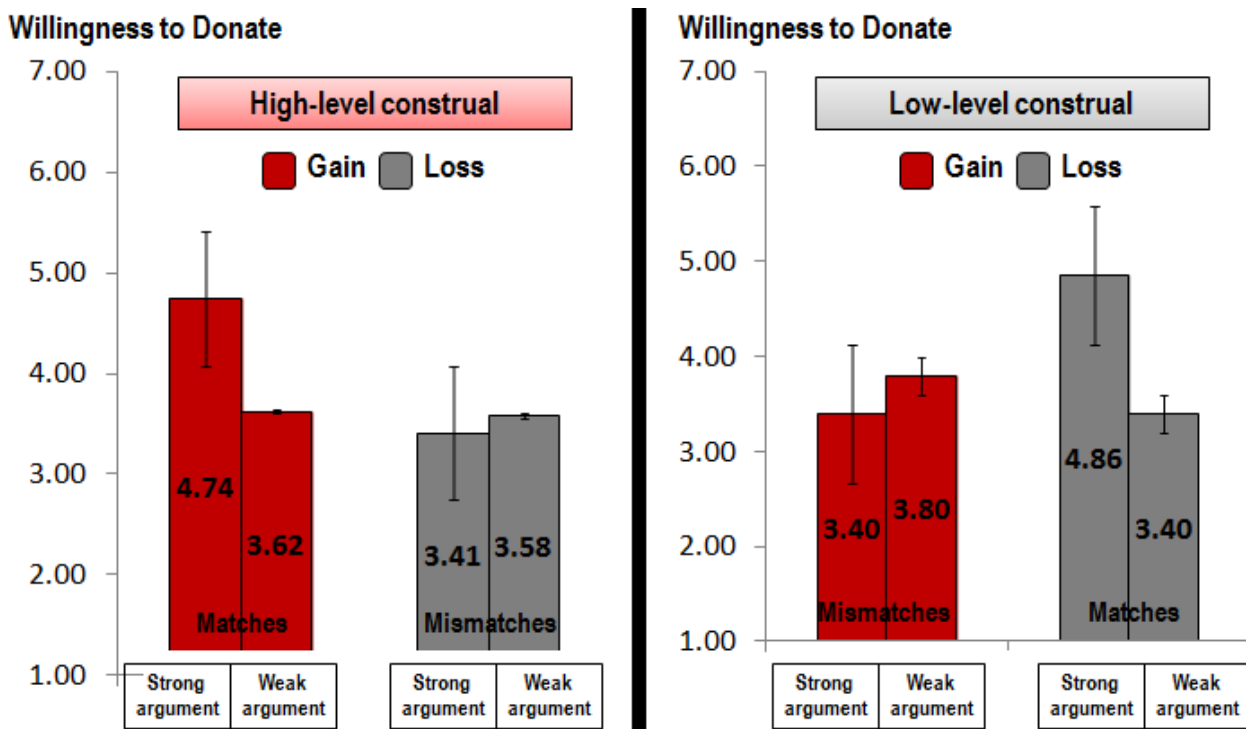 Willingness to Donate
7.00
High-level construal
Gain Loss
6.00
5.00
4.00
3.00
4.74
3.62
3.41
3.58
2.00
Matches
Mismatches
1.00
Strong argument
Weak argument
Strong argument
Weak argument
Willingness to Donate
7.00
Low-level construal
Gain Loss
6.00
5.00
4.00
3.00
4.86
3.40
3.80
3.40
2.00
Mismatches
Matches
1.00
Strong argument
Weak argument
Strong argument
Weak argument